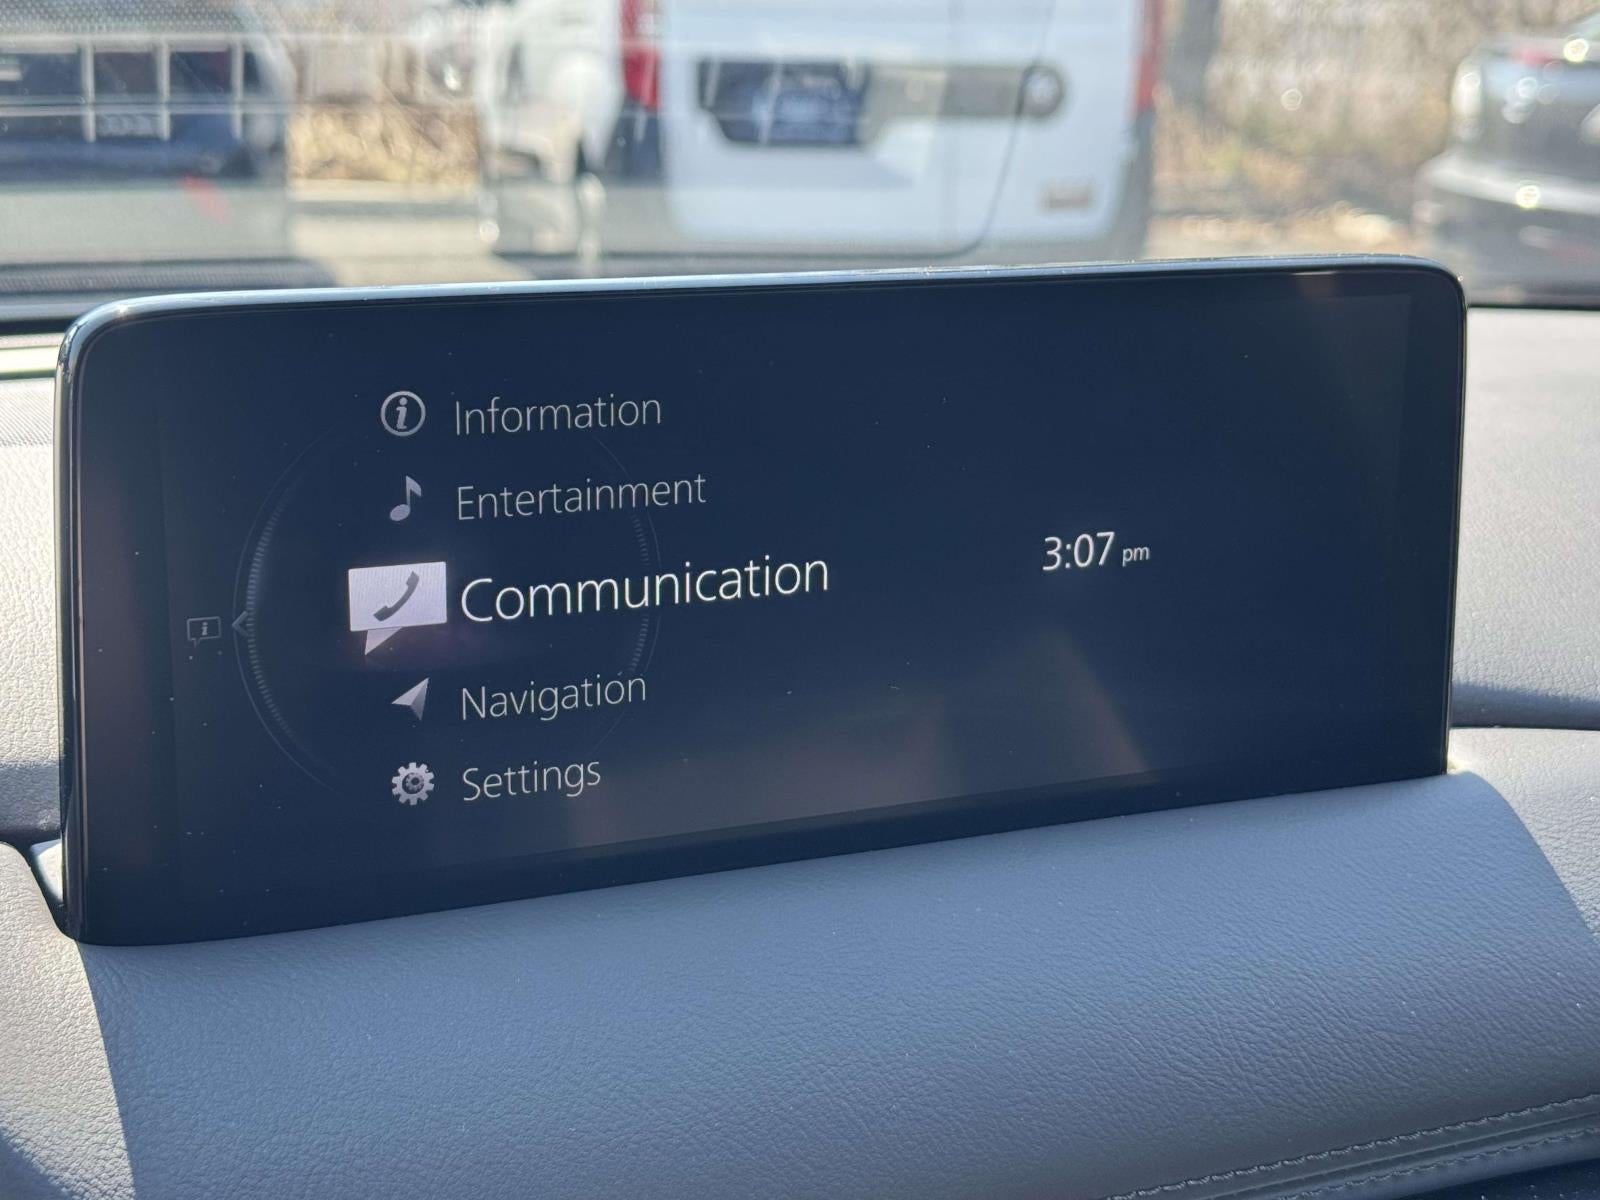 Information
Entertainment
Communication
3:07 pm
Navigation
Settings